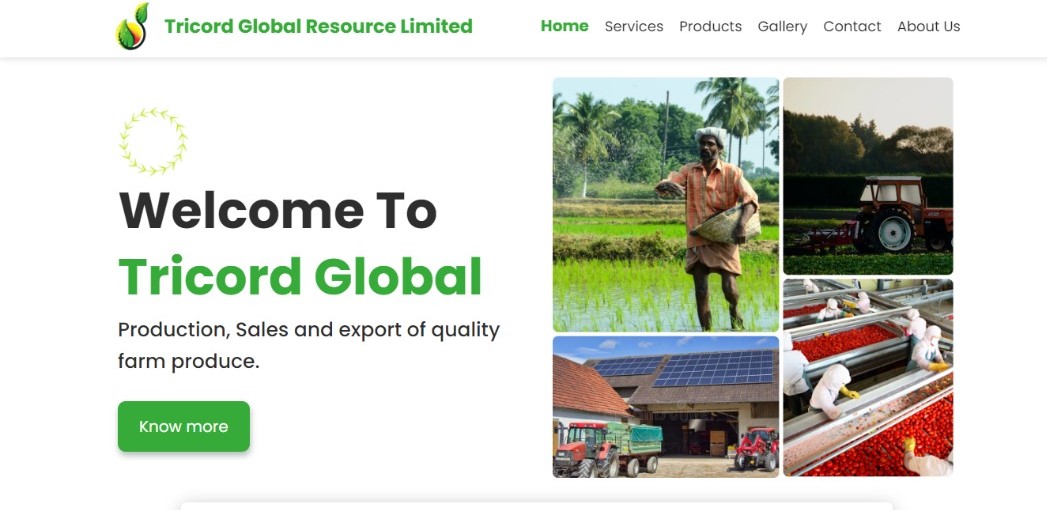 Tricord Global Resource Limited
Home Services Products Gallery Contact About Us
Welcome To
Tricord Global
Production, Sales and export of quality
farm produce.
Know more